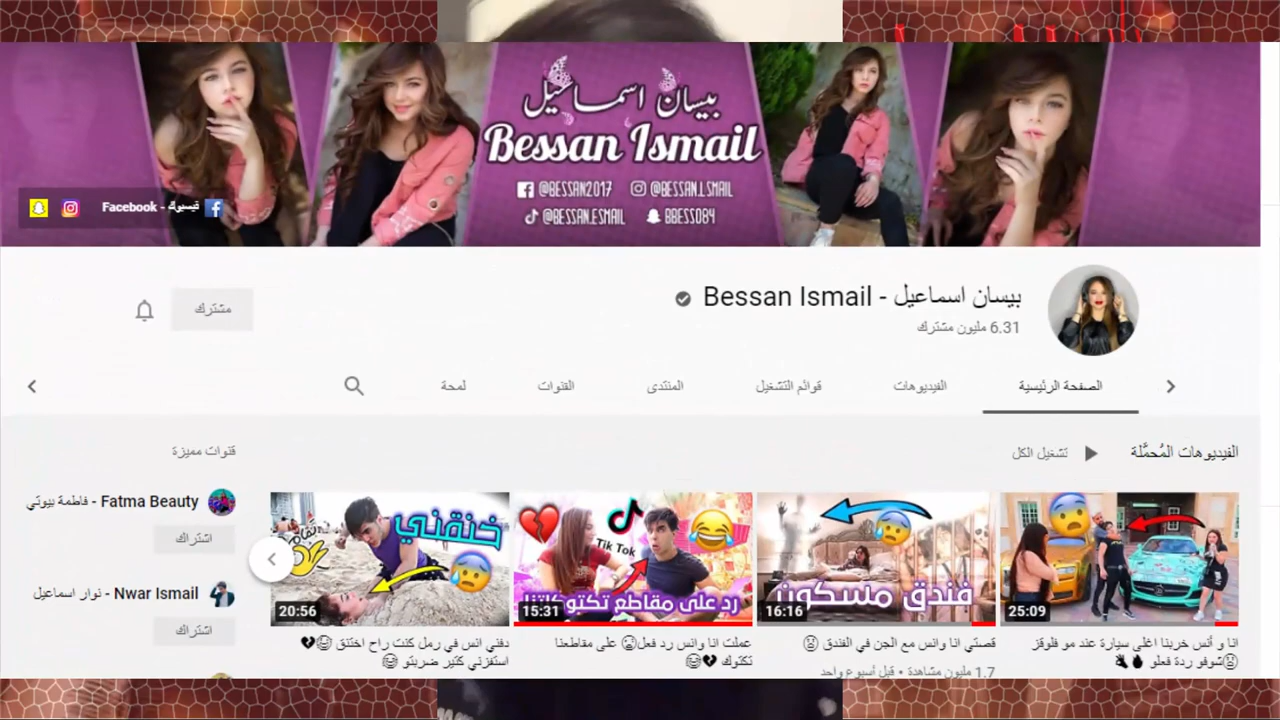 بيسان اسماعيل
Bessan Ismail
@BESSAN2017 @BESSAN.I.SMAIL
@BESSAN.ESMAIL BBESS084
فيسبوك - Facebook
بيسان اسماعيل - Bessan Ismail
6.31 مليون مشترك
مشترك
الصفحة الرئيسية
الفيديوهات
قوائم التشغيل
المنتدى
القنوات
لمحة
الفيديوهات المُحمَّلة
تشغيل الكل
قنوات مميزة
فاطمة بيوتي - Fatma Beauty
اشتراك
نوار اسماعيل - Nwar Ismail
اشتراك
25:09
انا و أنس خربنا اغلى سيارة عند مو فلوقز
شوفو ردة فعلو
فندق مسكون
16:16
قصتي انا وانس مع الجن في الفندق
1.7 مليون مشاهدة • قبل أسبوع واحد
Tik Tok
رد على مقاطع تكتوكاتنا
15:31
عملت انا وانس رد فعل على مقاطعنا
تكتوك
خنقني
20:56
دفني انس في رمل كنت راح اختنق
استفزني كتير ضربتو